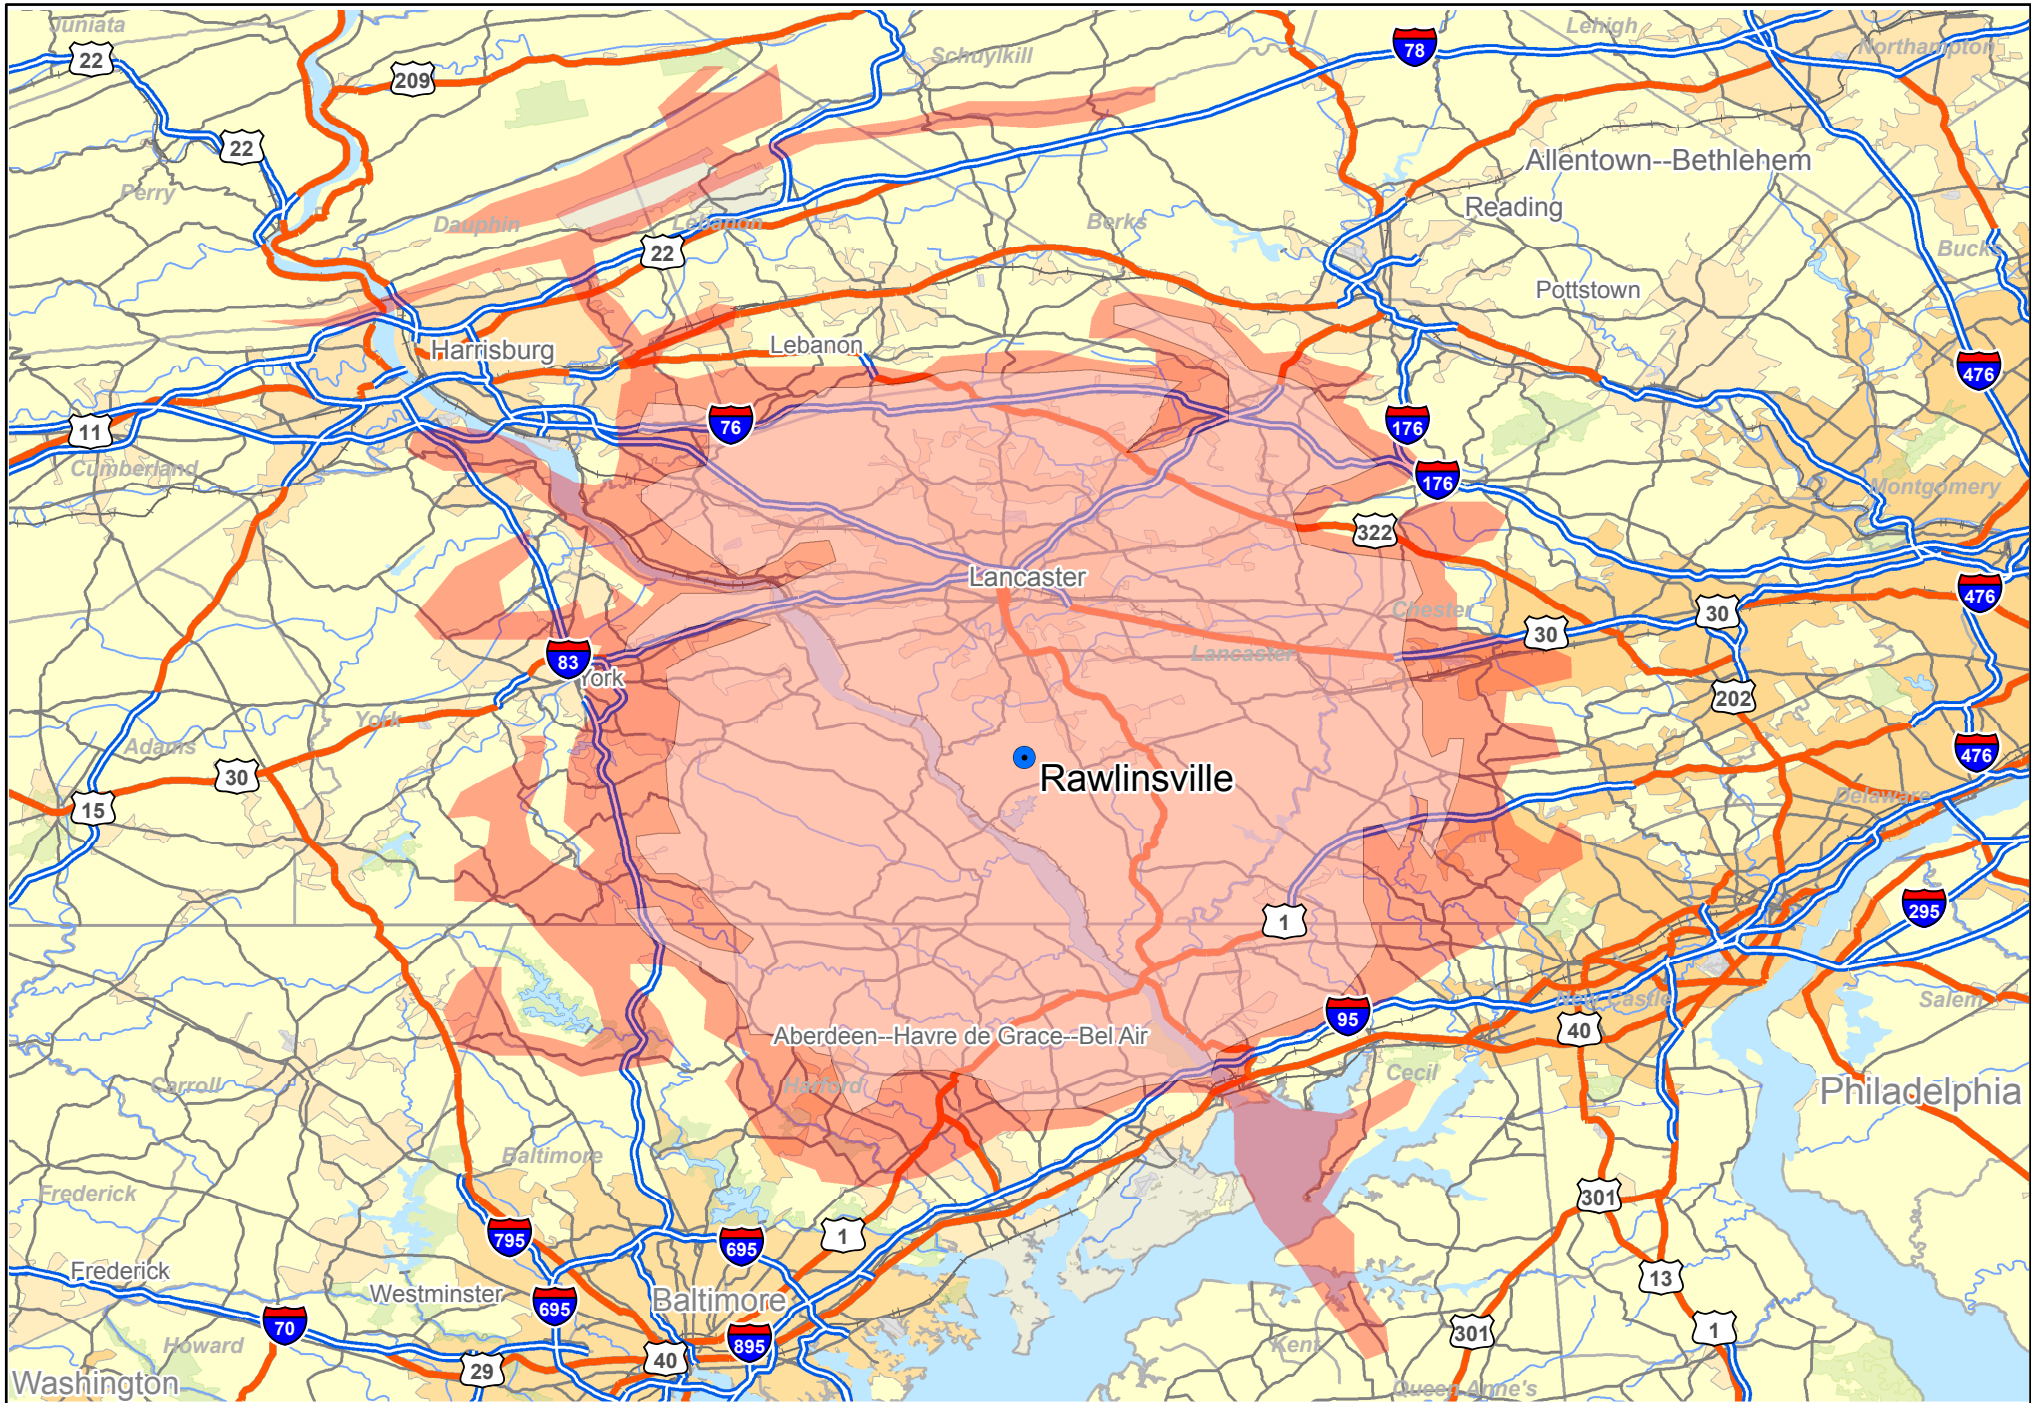 Juniata
22
209
Schuylkill
78
Lehigh
Northampton
22
Perry
Dauphin
Lebanon
22
Berks
Allentown--Bethlehem
Reading
Bucks
Pottstown
Harrisburg
Lebanon
476
11
76
176
Cumberland
176
Montgomery
322
Lancaster
Chester
476
30
30
83
Lancaster
York
202
York
Adams
30
476
15
Rawlinsville
Delaware
1
295
95
New Castle
Salem
40
Aberdeen--Havre de Grace--Bel Air
Carroll
Harford
Cecil
Philadelphia
Baltimore
Frederick
301
795
695
1
Frederick
Westminster
695
Baltimore
13
70
Howard
29
40
895
Kent
301
1
Washington
Queen Anne's